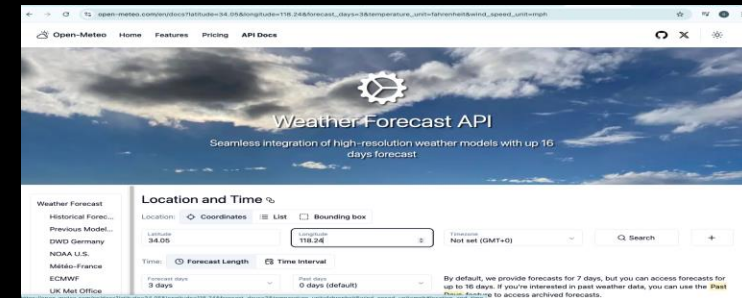 open-meteo.com/en/docs?latitude=34.05&longitude=118.24&forecast_days=3&temperature_unit=fahrenheit&wind_speed_unit=mph
Open-Meteo Home Features Pricing API Docs
Weather Forecast API
Seamless integration of high-resolution weather models with up 16
days forecast
Weather Forecast
Historical Forec...
Previous Model...
DWD Germany
NOAA U.S.
Météo-France
ECMWF
UK Met Office
Location and Time
Location: Coordinates List Bounding box
Latitude
34.05
Longitude
118.24
Timezone
Not set (GMT+0)
Search
Time: Forecast Length Time Interval
Forecast days
3 days
Past days
0 days (default)
By default, we provide forecasts for 7 days, but you can access forecasts for
up to 16 days. If you're interested in past weather data, you can use the Past
Days feature to access archived forecasts.